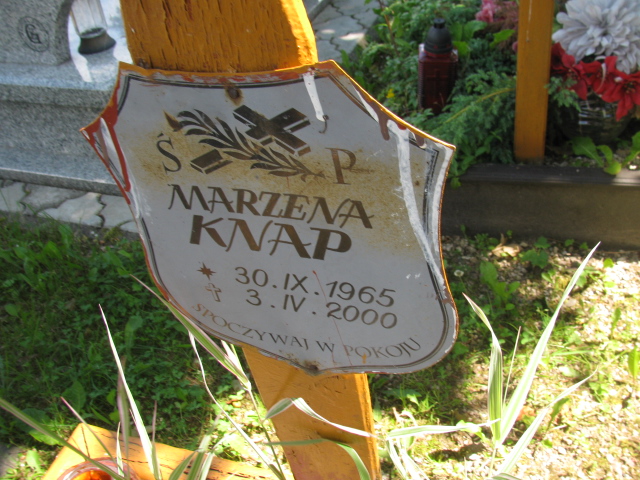 Ś P
MARZENA
KNAP
30.IX.1965
3.IV.2000
SPOCZYWAJ W POKOJU